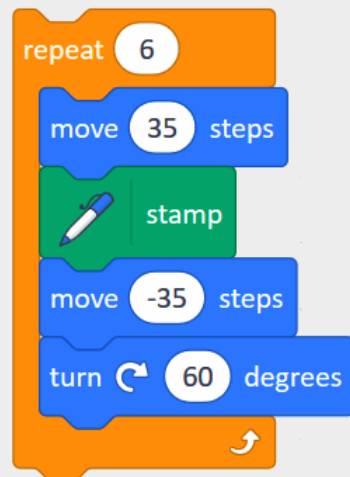 repeat 6
move 35 steps
stamp
move -35 steps
turn 60 degrees